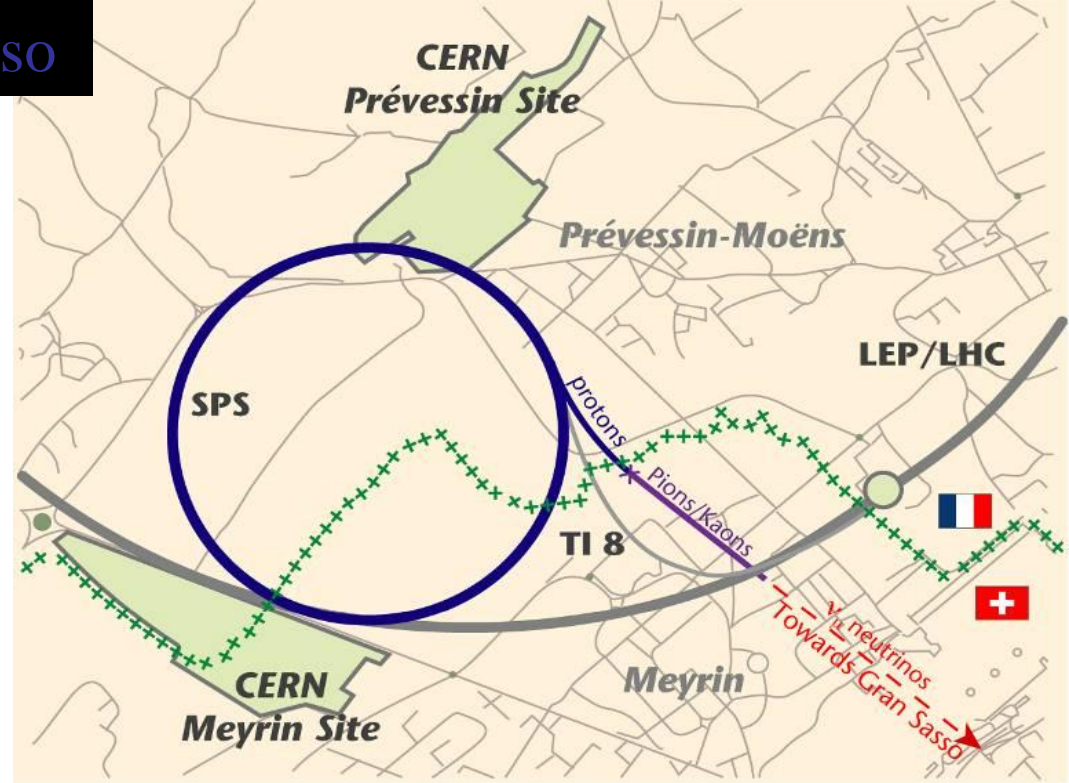 so
CERN
Prévessin Site
Prévessin-Moëns
LEP/LHC
SPS
protons
Pions/Kaons
TI 8
νμ neutrinos
Towards Gran Sasso
Meyrin
CERN
Meyrin Site